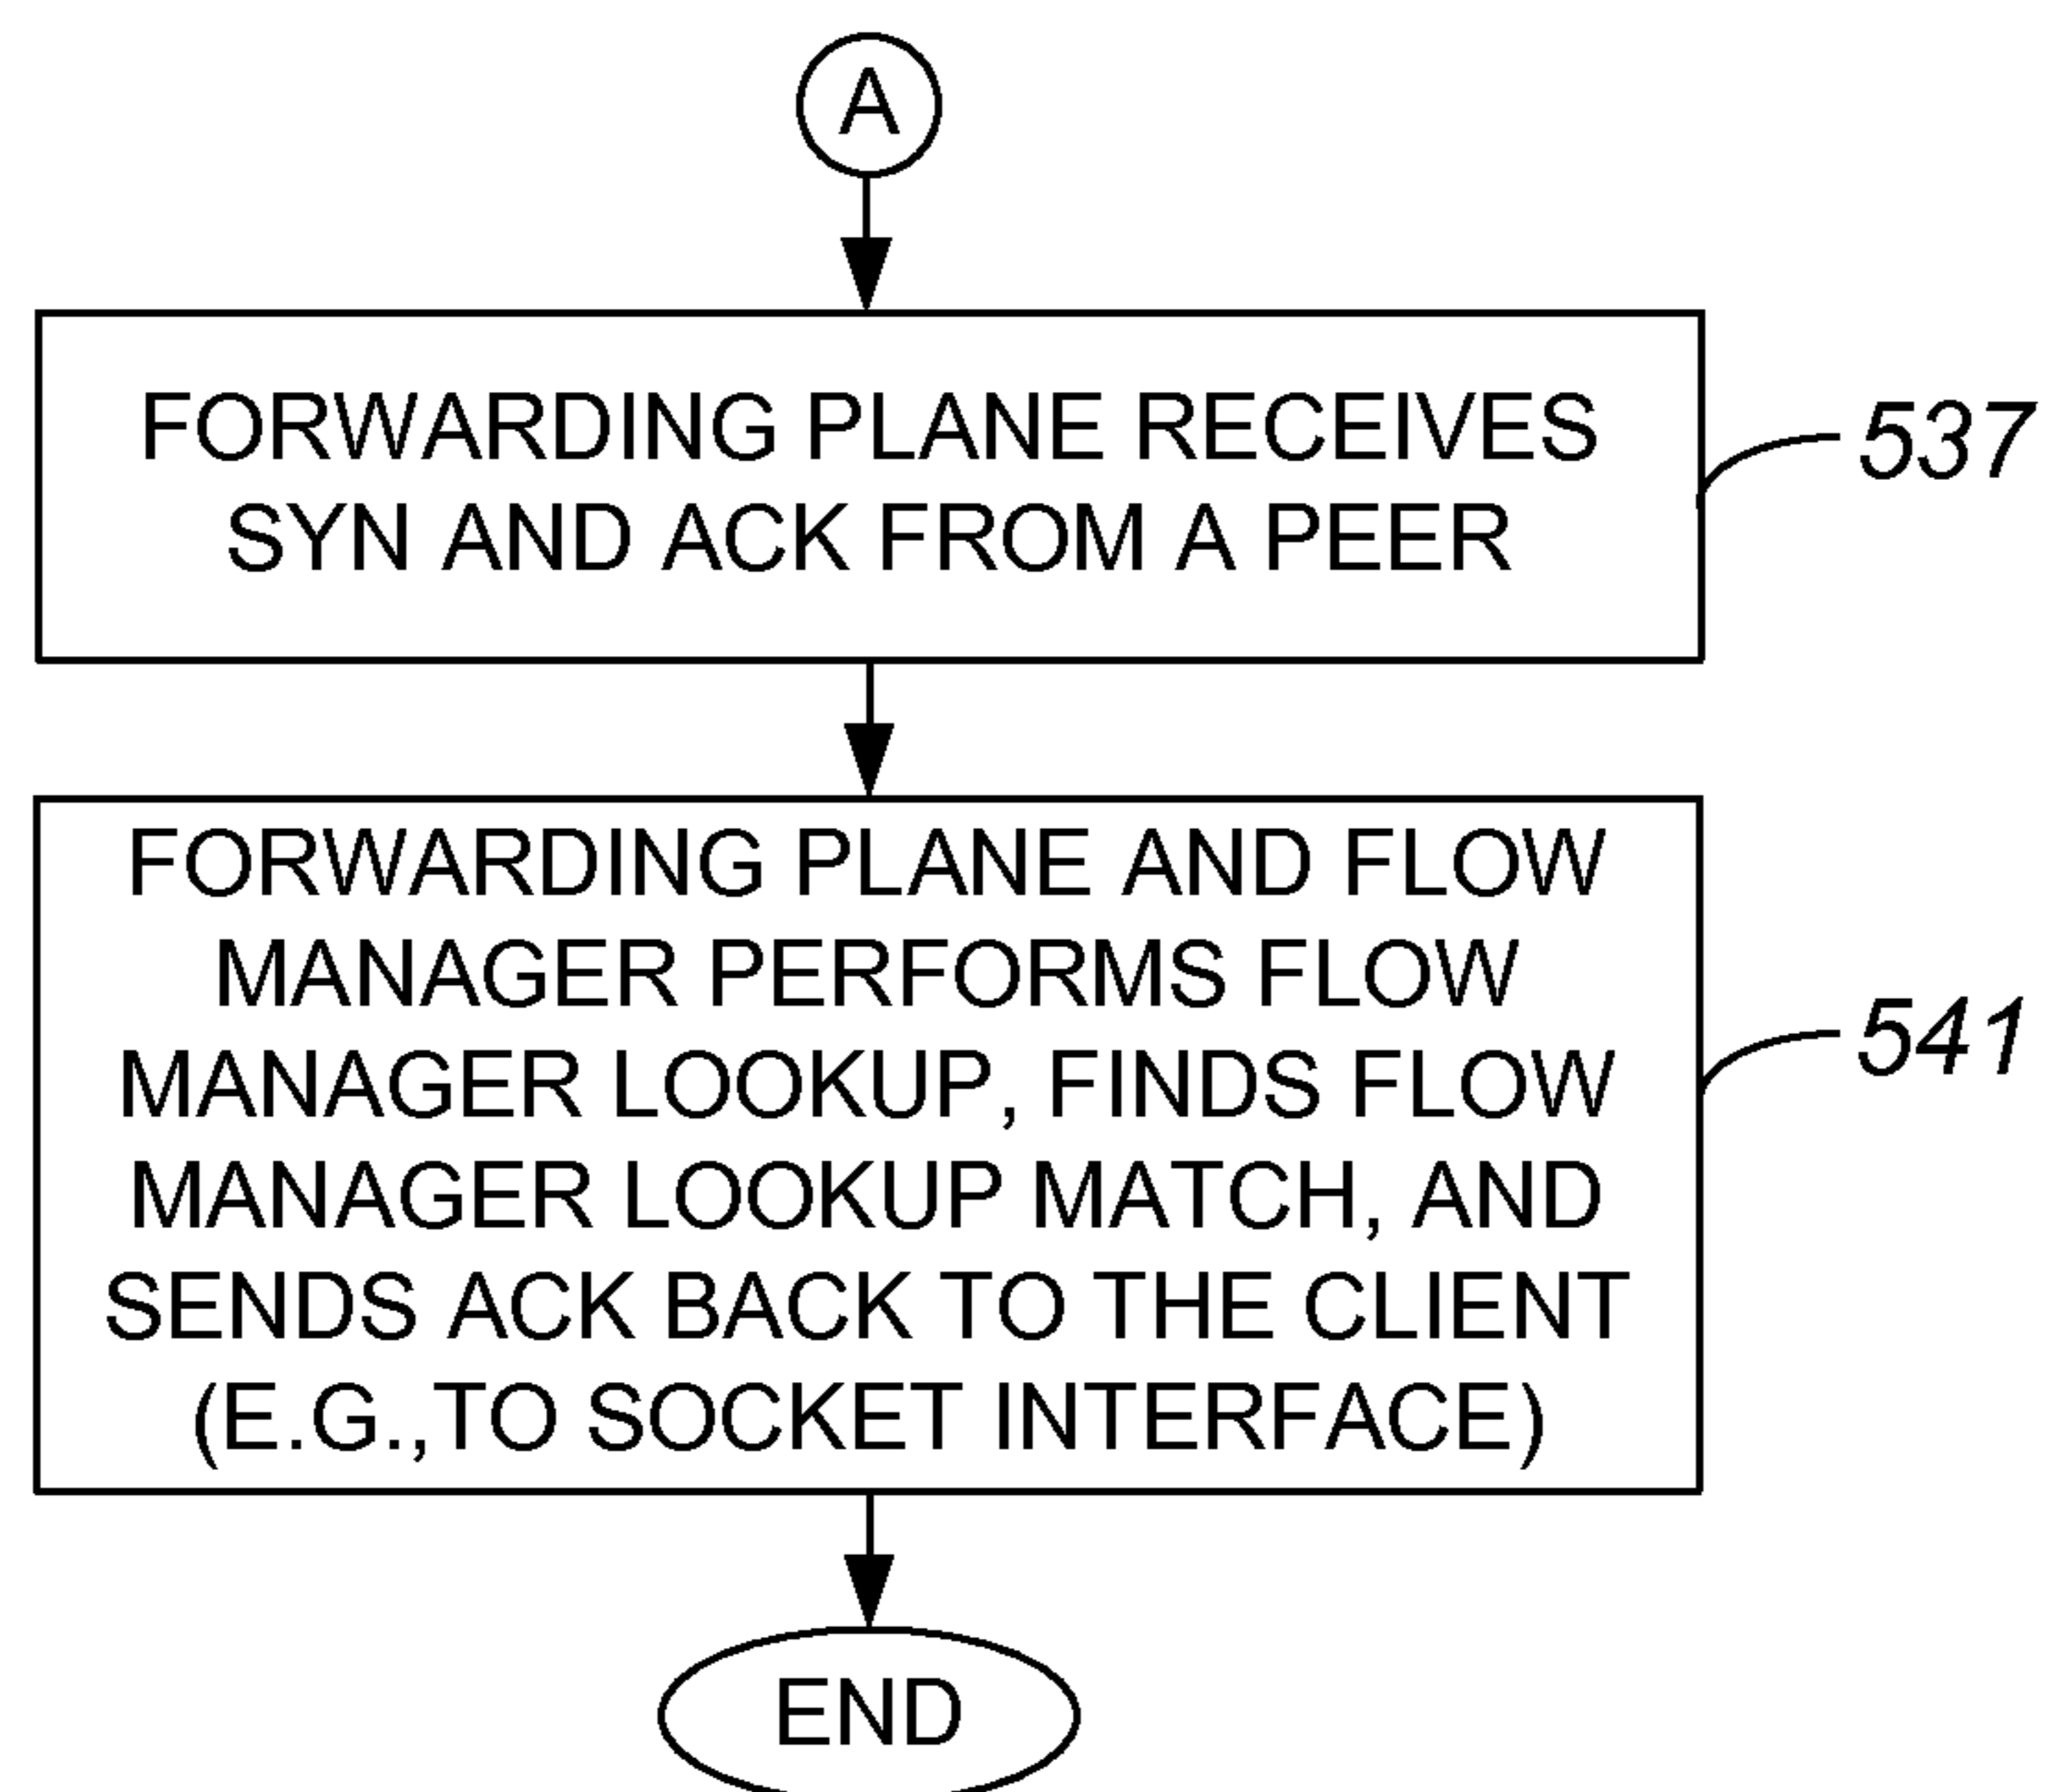 A
FORWARDING PLANE RECEIVES
SYN AND ACK FROM A PEER
537
FORWARDING PLANE AND FLOW
MANAGER PERFORMS FLOW
MANAGER LOOKUP, FINDS FLOW
MANAGER LOOKUP MATCH, AND
SENDS ACK BACK TO THE CLIENT
(E.G.,TO SOCKET INTERFACE)
541
END